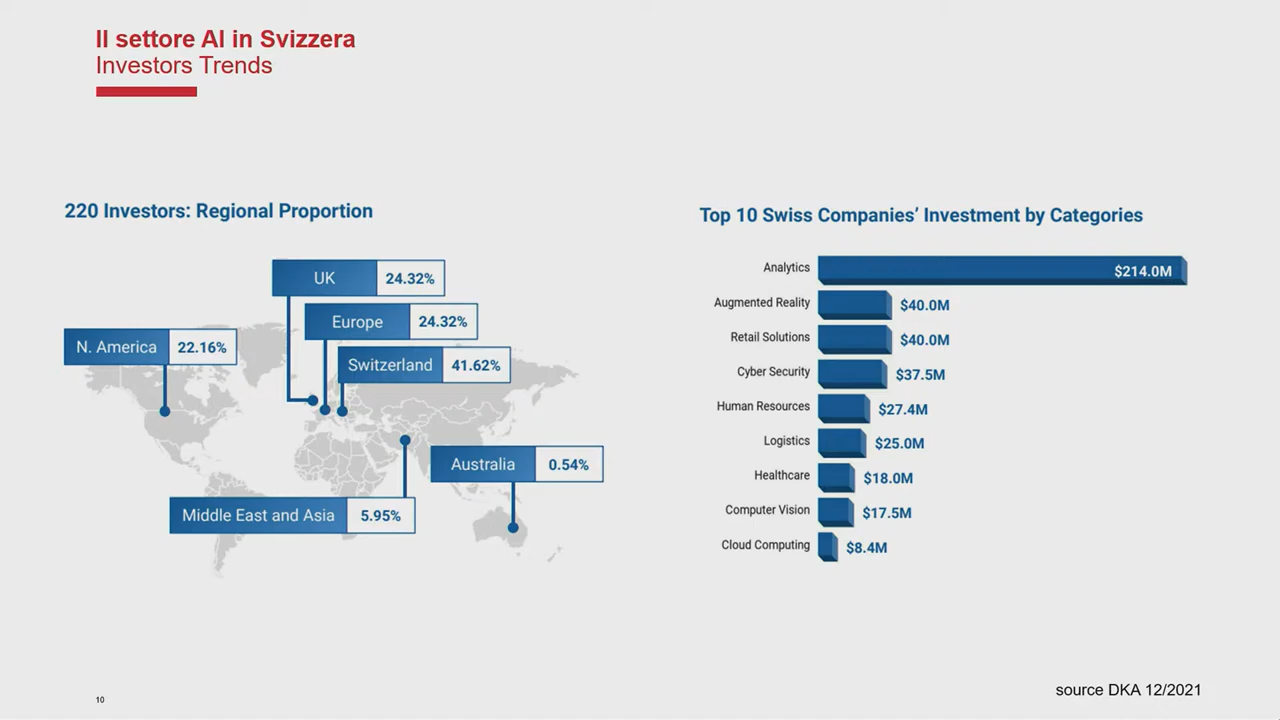 Il settore AI in Svizzera
Investors Trends
220 Investors: Regional Proportion
UK 24.32%
Europe 24.32%
N. America 22.16%
Switzerland 41.62%
Australia 0.54%
Middle East and Asia 5.95%
Top 10 Swiss Companies’ Investment by Categories
Analytics $214.0M
Augmented Reality $40.0M
Retail Solutions $40.0M
Cyber Security $37.5M
Human Resources $27.4M
Logistics $25.0M
Healthcare $18.0M
Computer Vision $17.5M
Cloud Computing $8.4M
10
source DKA 12/2021